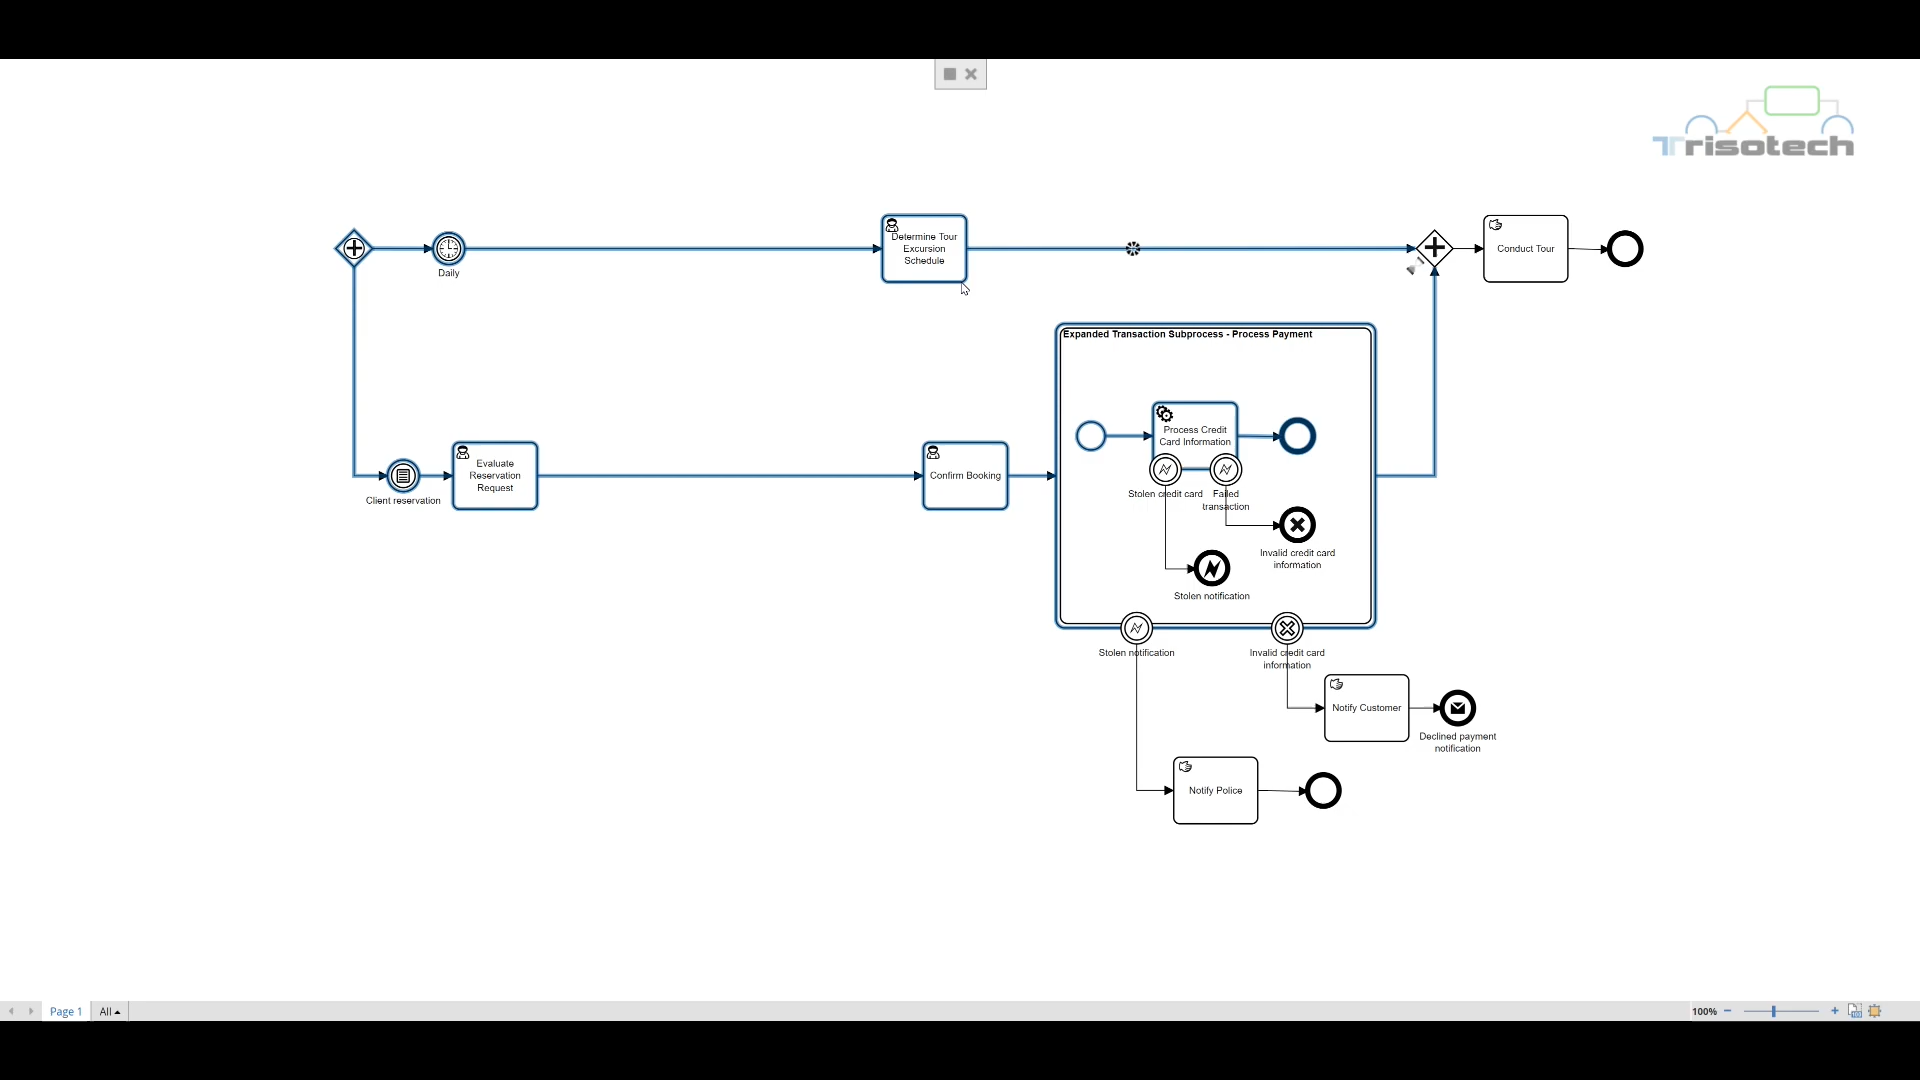 Trisotech
Determine Tour
Excursion
Schedule
Conduct Tour
Daily
Expanded Transaction Subprocess - Process Payment
Process Credit
Card Information
Evaluate
Reservation
Request
Confirm Booking
Client reservation
Stolen credit card
Failed
transaction
Invalid credit card
information
Stolen notification
Stolen notification
Invalid credit card
information
Notify Customer
Declined payment
notification
Notify Police
Page 1
All
100%